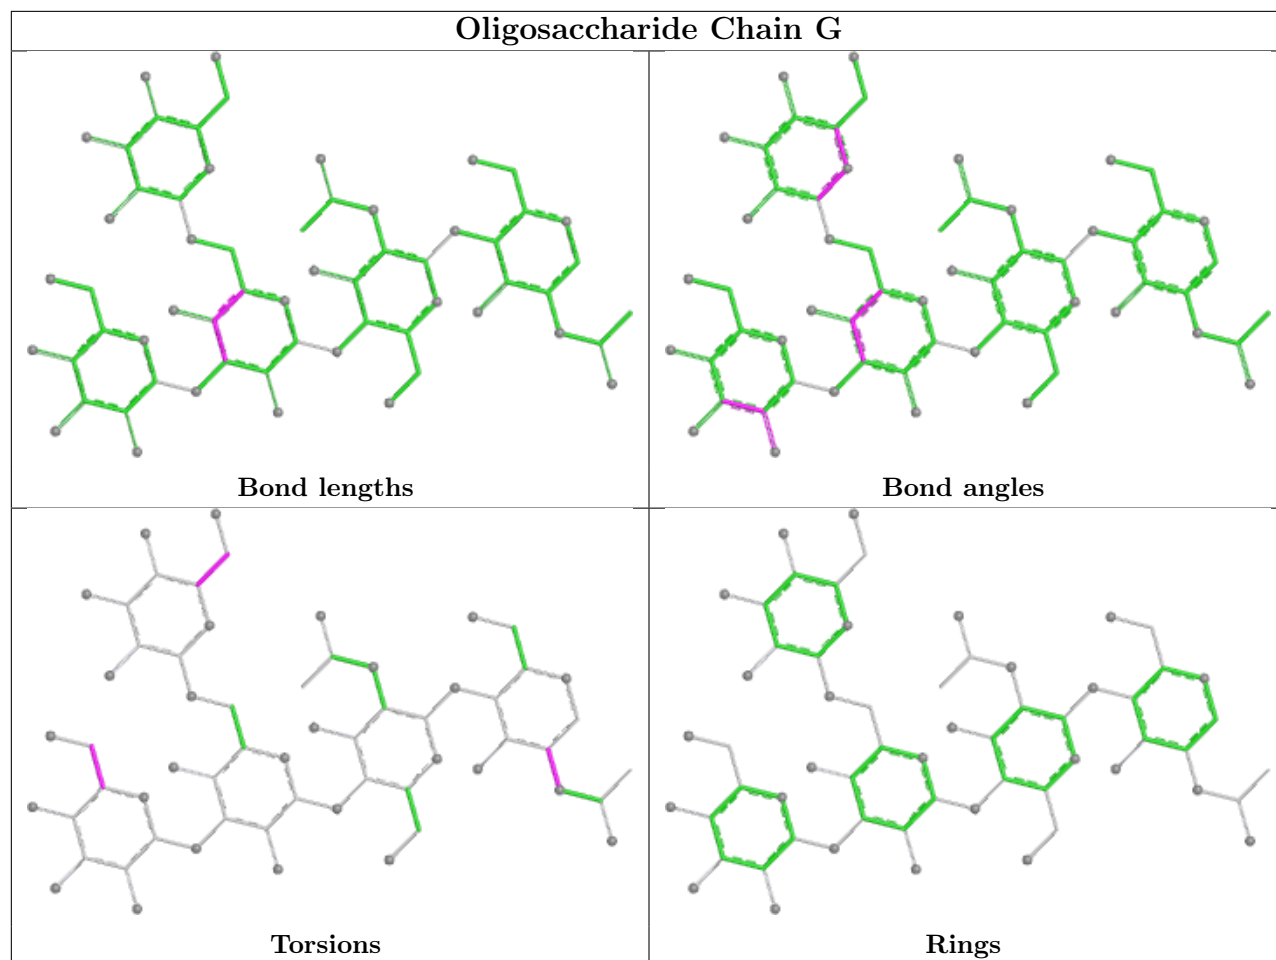 Oligosaccharide Chain G
Bond lengths
Bond angles
Torsions
Rings